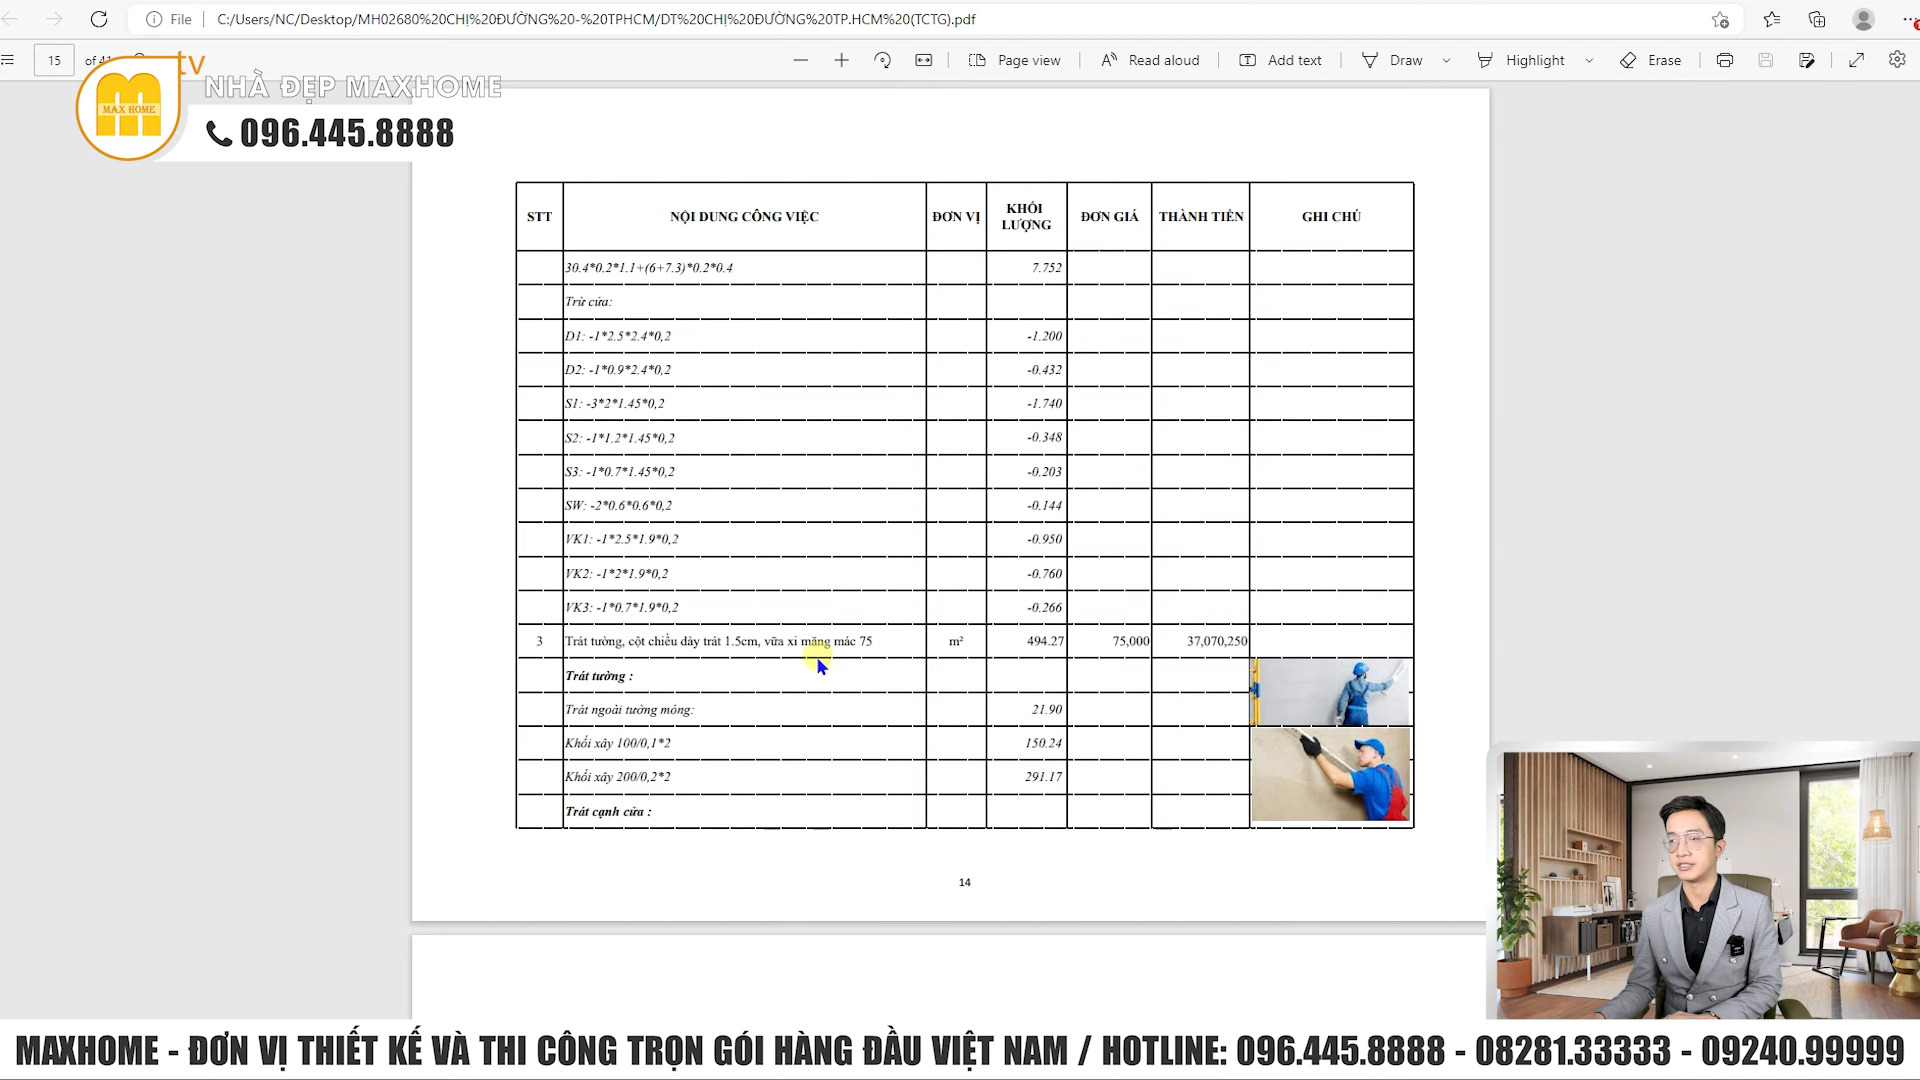 File
C:/Users/NC/Desktop/MH02680%20CHỊ%20ĐƯỜNG%20-%20TPHCM/DT%20CHỊ%20ĐƯỜNG%20TP.HCM%20(TCTG).pdf
15
Page view
Read aloud
Add text
Draw
Highlight
Erase
tv
MAX HOME
NHÀ ĐẸP MAXHOME
096.445.8888
STT NỘI DUNG CÔNG VIỆC ĐƠN VỊ KHỐI LƯỢNG ĐƠN GIÁ THÀNH TIỀN GHI CHÚ
30.4*0.2*1.1+(6+7.3)*0.2*0.4 7.752
Trừ cửa:
D1: -1*2.5*2.4*0,2 -1.200
D2: -1*0.9*2.4*0,2 -0.432
S1: -3*2*1.45*0,2 -1.740
S2: -1*1.2*1.45*0,2 -0.348
S3: -1*0.7*1.45*0,2 -0.203
SW: -2*0.6*0.6*0,2 -0.144
VK1: -1*2.5*1.9*0,2 -0.950
VK2: -1*2*1.9*0,2 -0.760
VK3: -1*0.7*1.9*0,2 -0.266
3 Trát tường, cột chiều dày trát 1.5cm, vữa xi măng mác 75 m² 494.27 75,000 37,070,250
Trát tường :
Trát ngoài tường móng: 21.90
Khối xây 100/0,1*2 150.24
Khối xây 200/0,2*2 291.17
Trát cạnh cửa :
14
MAXHOME - ĐƠN VỊ THIẾT KẾ VÀ THI CÔNG TRỌN GÓI HÀNG ĐẦU VIỆT NAM / HOTLINE: 096.445.8888 - 08281.33333 - 09240.99999